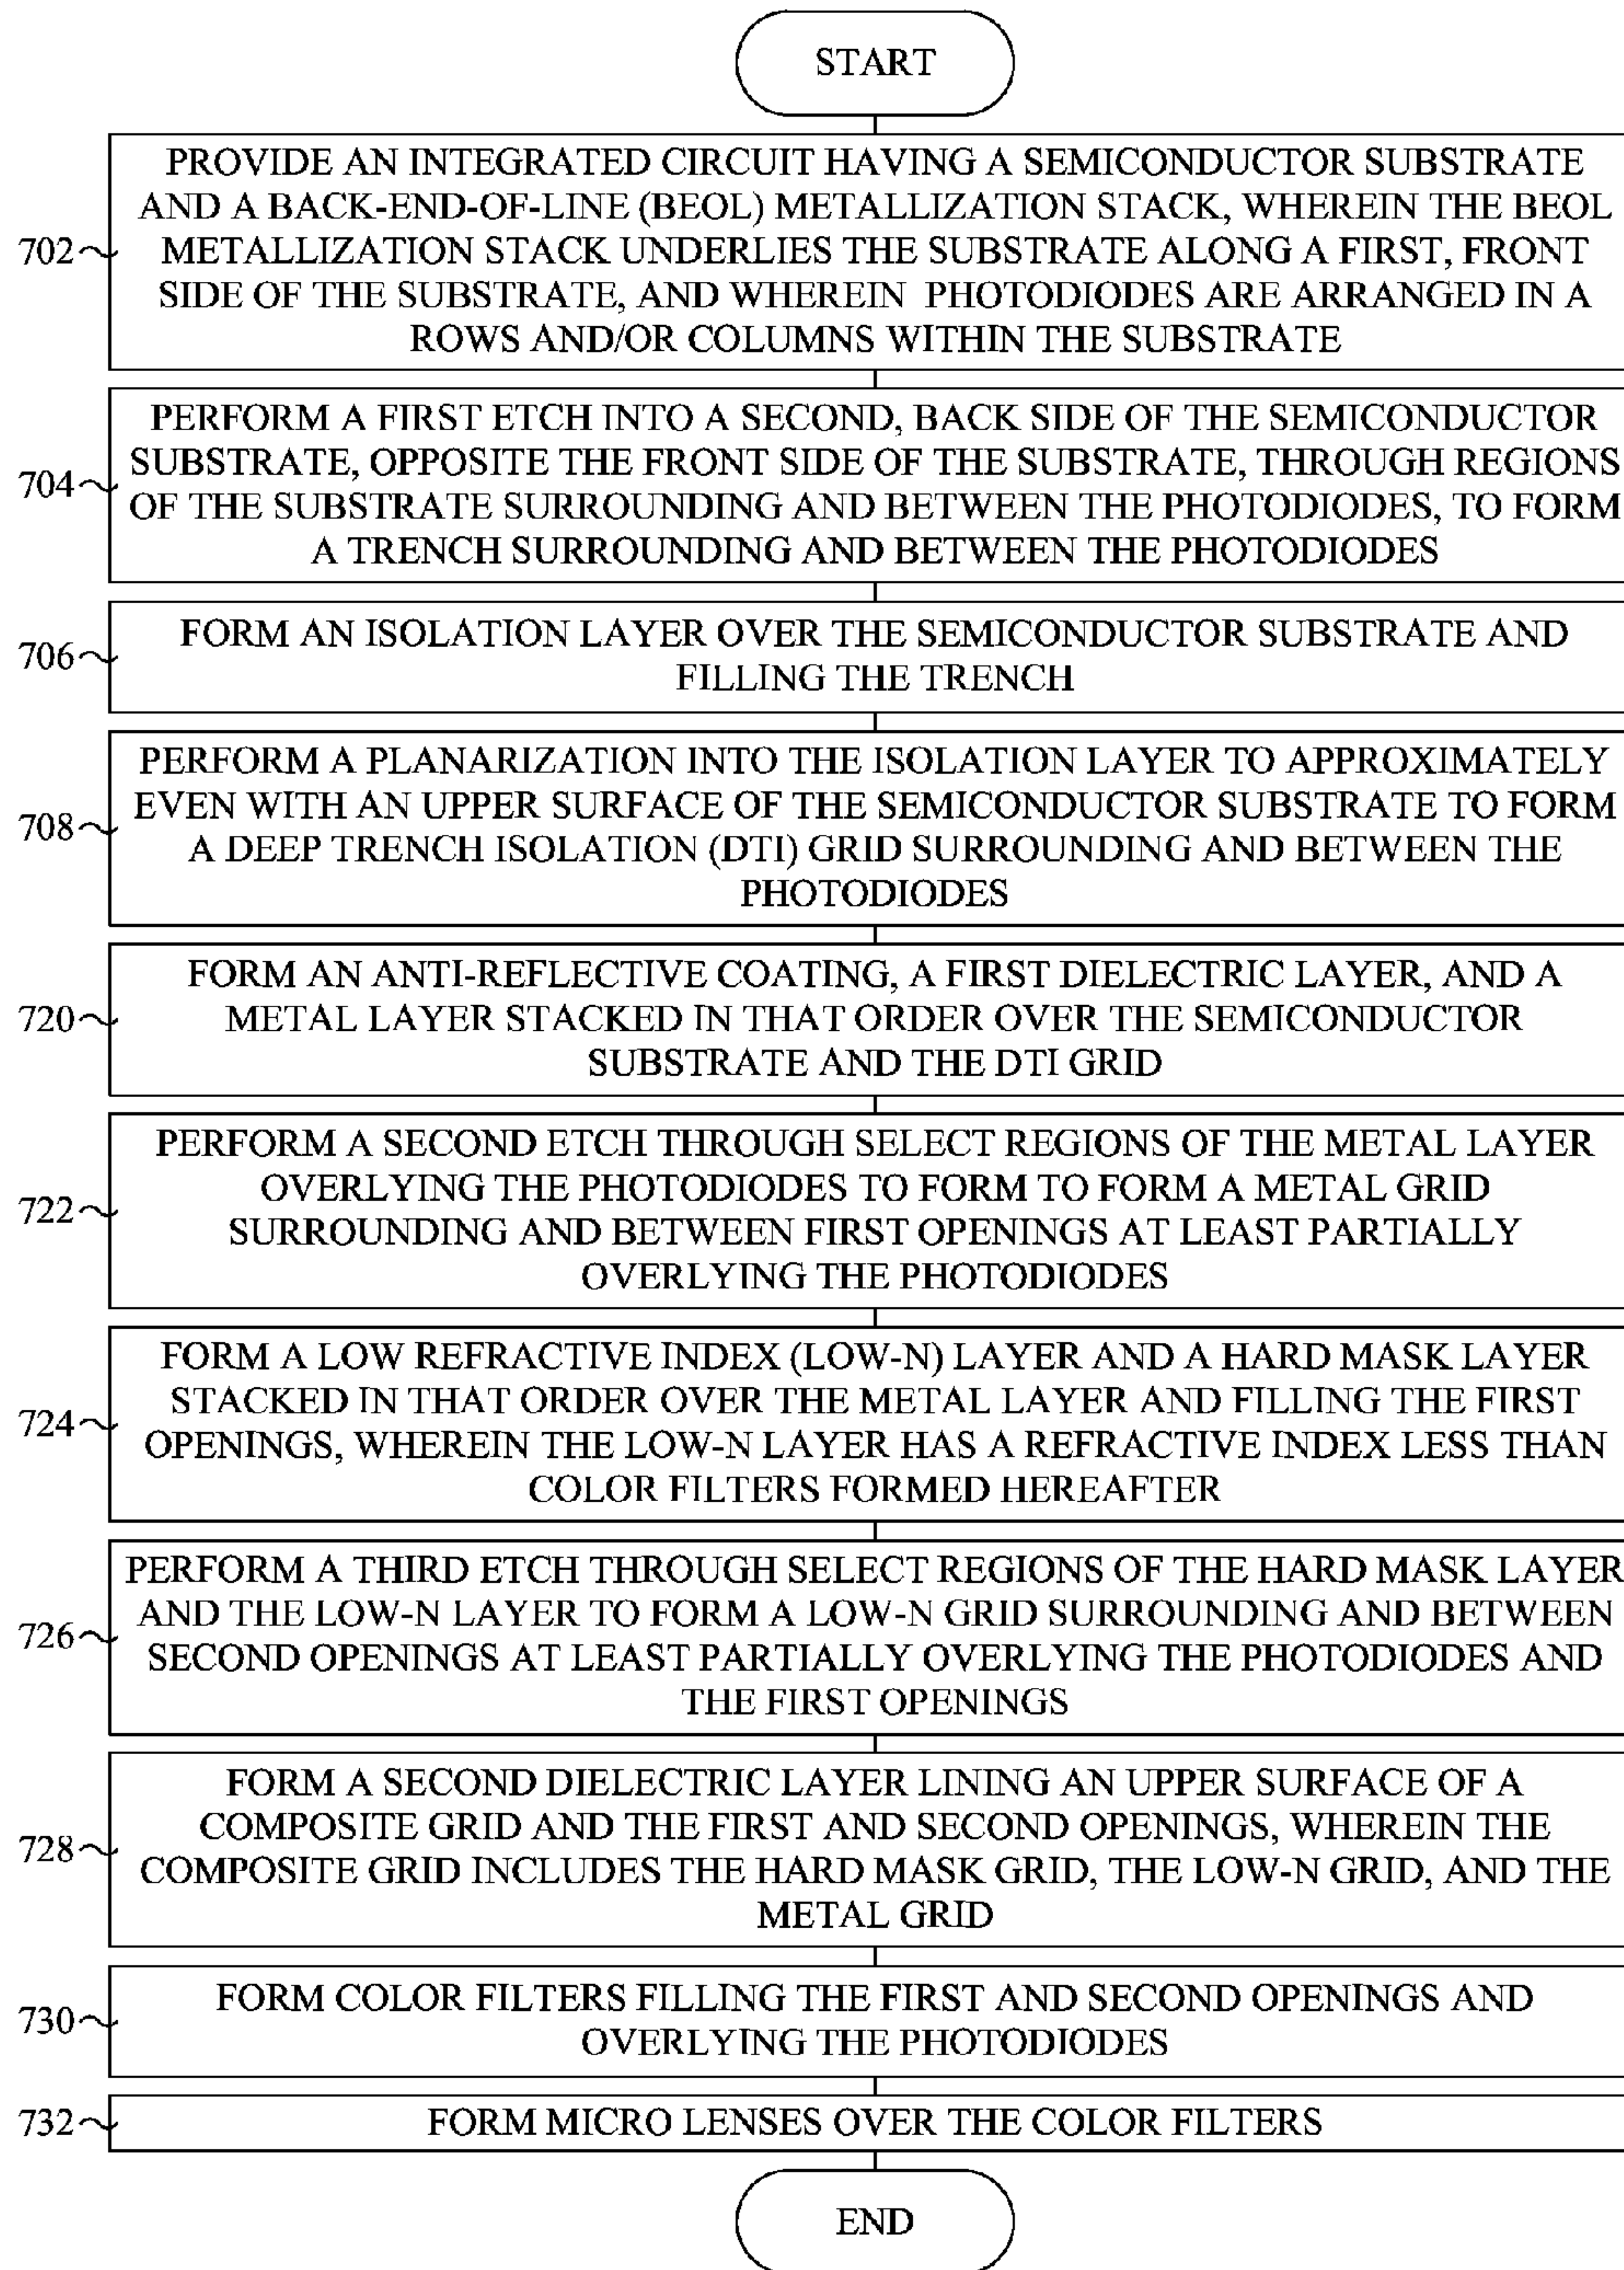 START
PROVIDE AN INTEGRATED CIRCUIT HAVING A SEMICONDUCTOR SUBSTRATE
AND A BACK-END-OF-LINE (BEOL) METALLIZATION STACK, WHEREIN THE BEOL
702
METALLIZATION STACK UNDERLIES THE SUBSTRATE ALONG A FIRST, FRONT
SIDE OF THE SUBSTRATE, AND WHEREIN PHOTODIODES ARE ARRANGED IN A
ROWS AND/OR COLUMNS WITHIN THE SUBSTRATE
PERFORM A FIRST ETCH INTO A SECOND, BACK SIDE OF THE SEMICONDUCTOR
SUBSTRATE, OPPOSITE THE FRONT SIDE OF THE SUBSTRATE, THROUGH REGIONS
704
OF THE SUBSTRATE SURROUNDING AND BETWEEN THE PHOTODIODES, TO FORM
A TRENCH SURROUNDING AND BETWEEN THE PHOTODIODES
706
FORM AN ISOLATION LAYER OVER THE SEMICONDUCTOR SUBSTRATE AND
FILLING THE TRENCH
PERFORM A PLANARIZATION INTO THE ISOLATION LAYER TO APPROXIMATELY
EVEN WITH AN UPPER SURFACE OF THE SEMICONDUCTOR SUBSTRATE TO FORM
708
A DEEP TRENCH ISOLATION (DTI) GRID SURROUNDING AND BETWEEN THE
PHOTODIODES
FORM AN ANTI-REFLECTIVE COATING, A FIRST DIELECTRIC LAYER, AND A
720
METAL LAYER STACKED IN THAT ORDER OVER THE SEMICONDUCTOR
SUBSTRATE AND THE DTI GRID
PERFORM A SECOND ETCH THROUGH SELECT REGIONS OF THE METAL LAYER
OVERLYING THE PHOTODIODES TO FORM TO FORM A METAL GRID
722
SURROUNDING AND BETWEEN FIRST OPENINGS AT LEAST PARTIALLY
OVERLYING THE PHOTODIODES
FORM A LOW REFRACTIVE INDEX (LOW-N) LAYER AND A HARD MASK LAYER
STACKED IN THAT ORDER OVER THE METAL LAYER AND FILLING THE FIRST
724
OPENINGS, WHEREIN THE LOW-N LAYER HAS A REFRACTIVE INDEX LESS THAN
COLOR FILTERS FORMED HEREAFTER
PERFORM A THIRD ETCH THROUGH SELECT REGIONS OF THE HARD MASK LAYER
AND THE LOW-N LAYER TO FORM A LOW-N GRID SURROUNDING AND BETWEEN
726
SECOND OPENINGS AT LEAST PARTIALLY OVERLYING THE PHOTODIODES AND
THE FIRST OPENINGS
FORM A SECOND DIELECTRIC LAYER LINING AN UPPER SURFACE OF A
COMPOSITE GRID AND THE FIRST AND SECOND OPENINGS, WHEREIN THE
728
COMPOSITE GRID INCLUDES THE HARD MASK GRID, THE LOW-N GRID, AND THE
METAL GRID
730
FORM COLOR FILTERS FILLING THE FIRST AND SECOND OPENINGS AND
OVERLYING THE PHOTODIODES
732
FORM MICRO LENSES OVER THE COLOR FILTERS
END